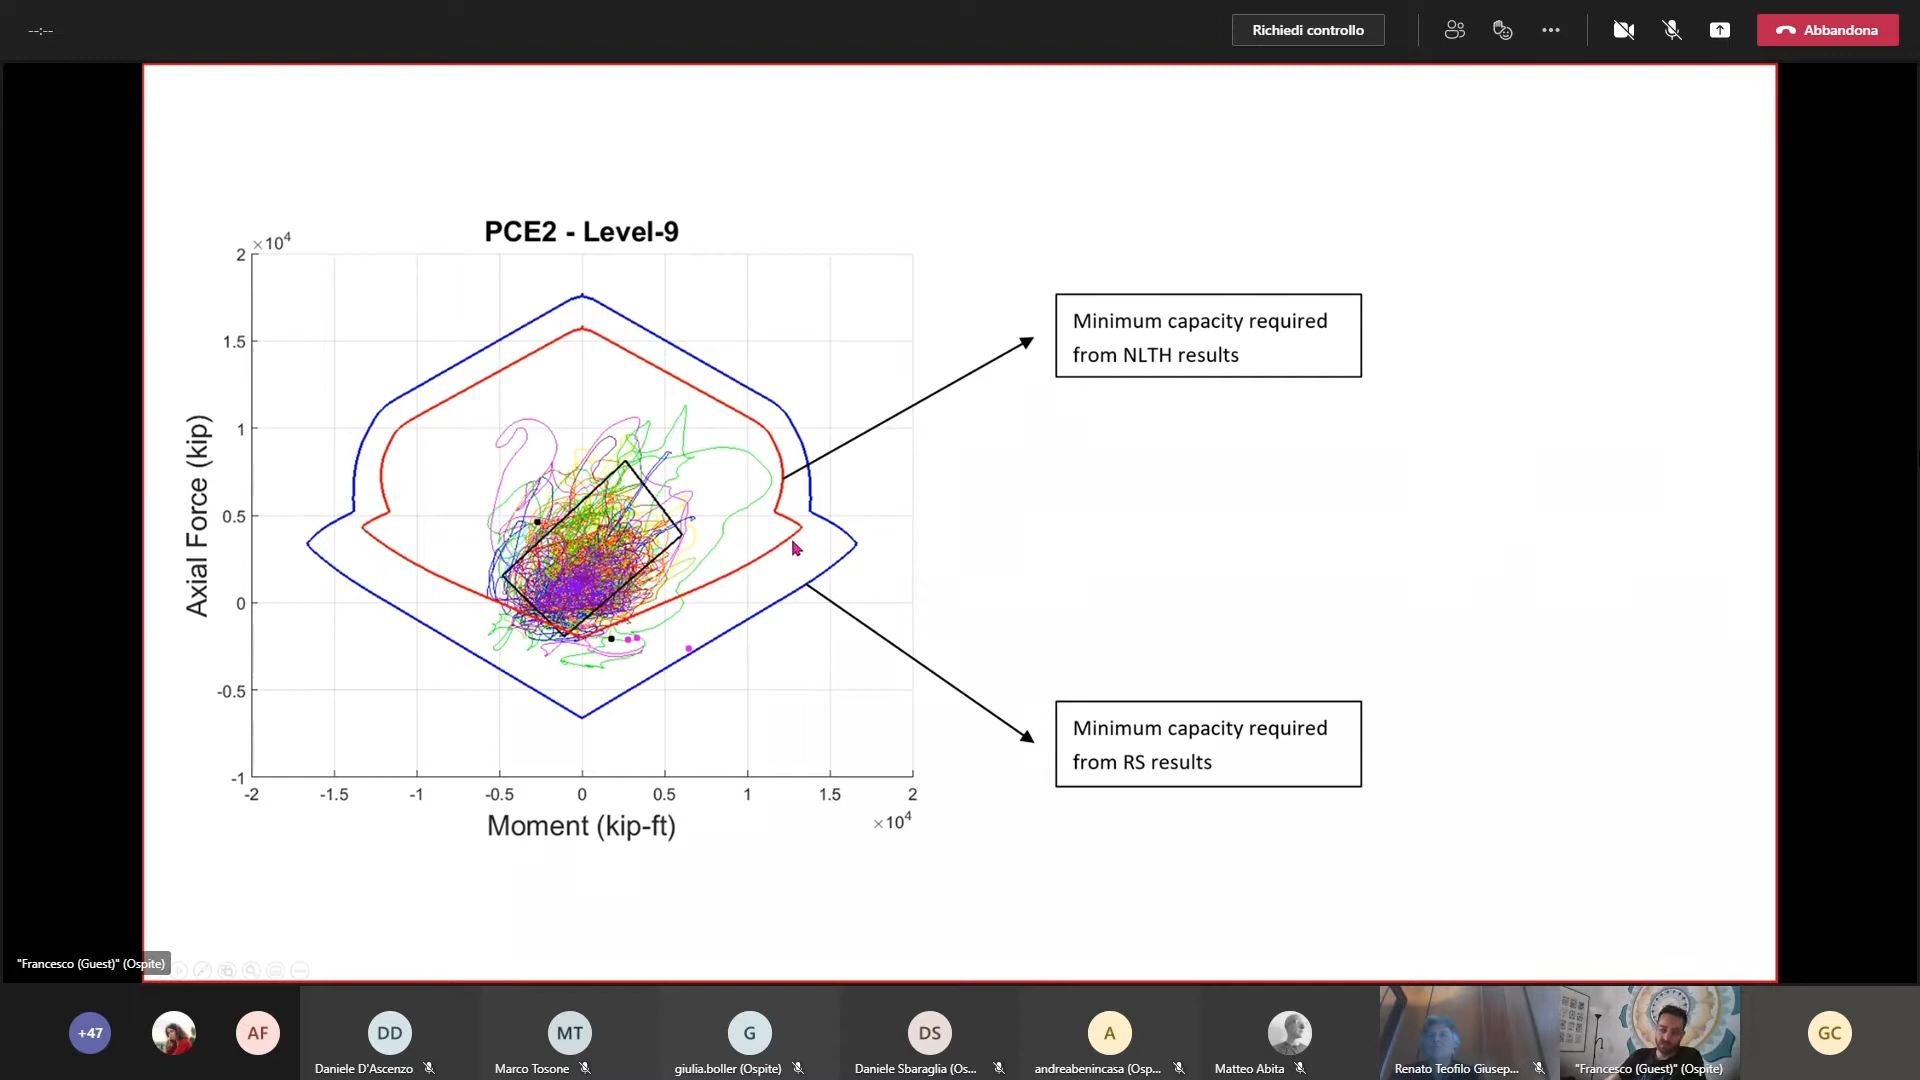 --:--
Richiedi controllo
Abbandona
PCE2 - Level-9
×10⁴
2
1.5
1
0.5
0
-0.5
-1
Axial Force (kip)
-2 -1.5 -1 -0.5 0 0.5 1 1.5 2
×10⁴
Moment (kip-ft)
Minimum capacity required
from NLTH results
Minimum capacity required
from RS results
"Francesco (Guest)" (Ospite)
+47
AF
DD
Daniele D'Ascenzo
MT
Marco Tosone
G
giulia.boller (Ospite)
DS
Daniele Sbaraglia (Os...
A
andreabenincasa (Osp...
Matteo Abita
Renato Teofilo Giusep...
"Francesco (Guest)" (Ospite)
GC